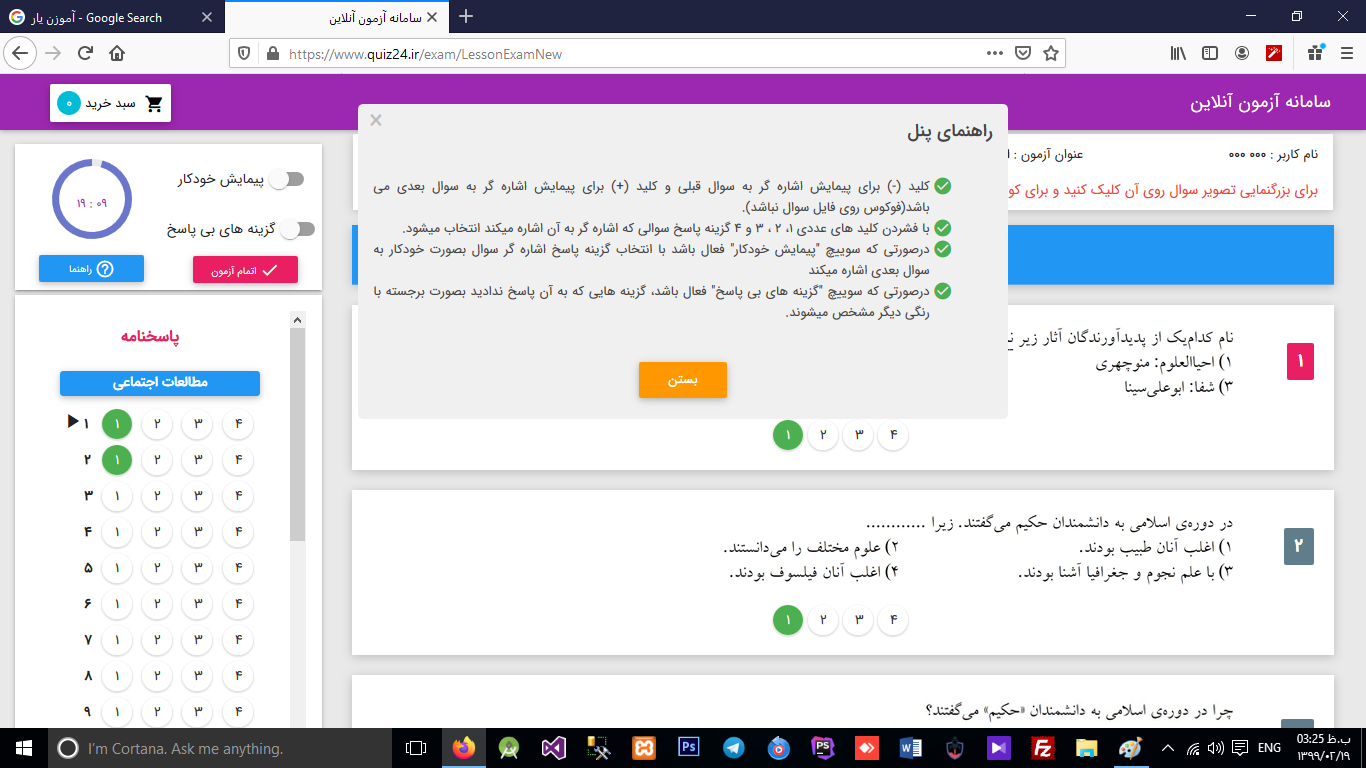 آموزن یار - Google Search
سامانه آزمون آنلاین
https://www.quiz24.ir/exam/LessonExamNew
سامانه آزمون آنلاین
سبد خرید ۰
نام کاربر : ۰۰۰ ۰۰۰
عنوان آزمون :
برای بزرگنمایی تصویر سوال روی آن کلیک کنید و برای
راهنمای پنل
کلید (-) برای پیمایش اشاره گر به سوال قبلی و کلید (+) برای پیمایش اشاره گر به سوال بعدی می
باشد(فوکوس روی فایل سوال نباشد).
با فشردن کلید های عددی ۱، ۲ ، ۳ و ۴ گزینه پاسخ سوالی که اشاره گر به آن اشاره میکند انتخاب میشود.
درصورتی که سوییچ "پیمایش خودکار" فعال باشد با انتخاب گزینه پاسخ اشاره گر سوال بصورت خودکار به
سوال بعدی اشاره میکند
درصورتی که سوییچ "گزینه های بی پاسخ" فعال باشد، گزینه هایی که به آن پاسخ ندادید بصورت برجسته با
رنگی دیگر مشخص میشوند.
بستن
۱
نام کدام‌یک از پدیدآورندگان آثار زیر
۱) احیاالعلوم: منوچهری
۳) شفا: ابوعلی‌سینا
۱ ۲ ۳ ۴
۲
در دوره‌ی اسلامی به دانشمندان حکیم می‌گفتند. زیرا ............
۱) اغلب آنان طبیب بودند. ۲) علوم مختلف را می‌دانستند.
۳) با علم نجوم و جغرافیا آشنا بودند. ۴) اغلب آنان فیلسوف بودند.
۱ ۲ ۳ ۴
چرا در دوره‌ی اسلامی به دانشمندان «حکیم» می‌گفتند؟
۱۹ : ۰۹
پیمایش خودکار
گزینه های بی پاسخ
راهنما
اتمام آزمون
پاسخنامه
مطالعات اجتماعی
۱ ۱ ۲ ۳ ۴
۲ ۱ ۲ ۳ ۴
۳ ۱ ۲ ۳ ۴
۴ ۱ ۲ ۳ ۴
۵ ۱ ۲ ۳ ۴
۶ ۱ ۲ ۳ ۴
۷ ۱ ۲ ۳ ۴
۸ ۱ ۲ ۳ ۴
۹ ۱ ۲ ۳ ۴
I'm Cortana. Ask me anything.
Ps
PS
W
FZ
ENG
03:25 ب.ظ
۱۳۹۹/۰۲/۱۹